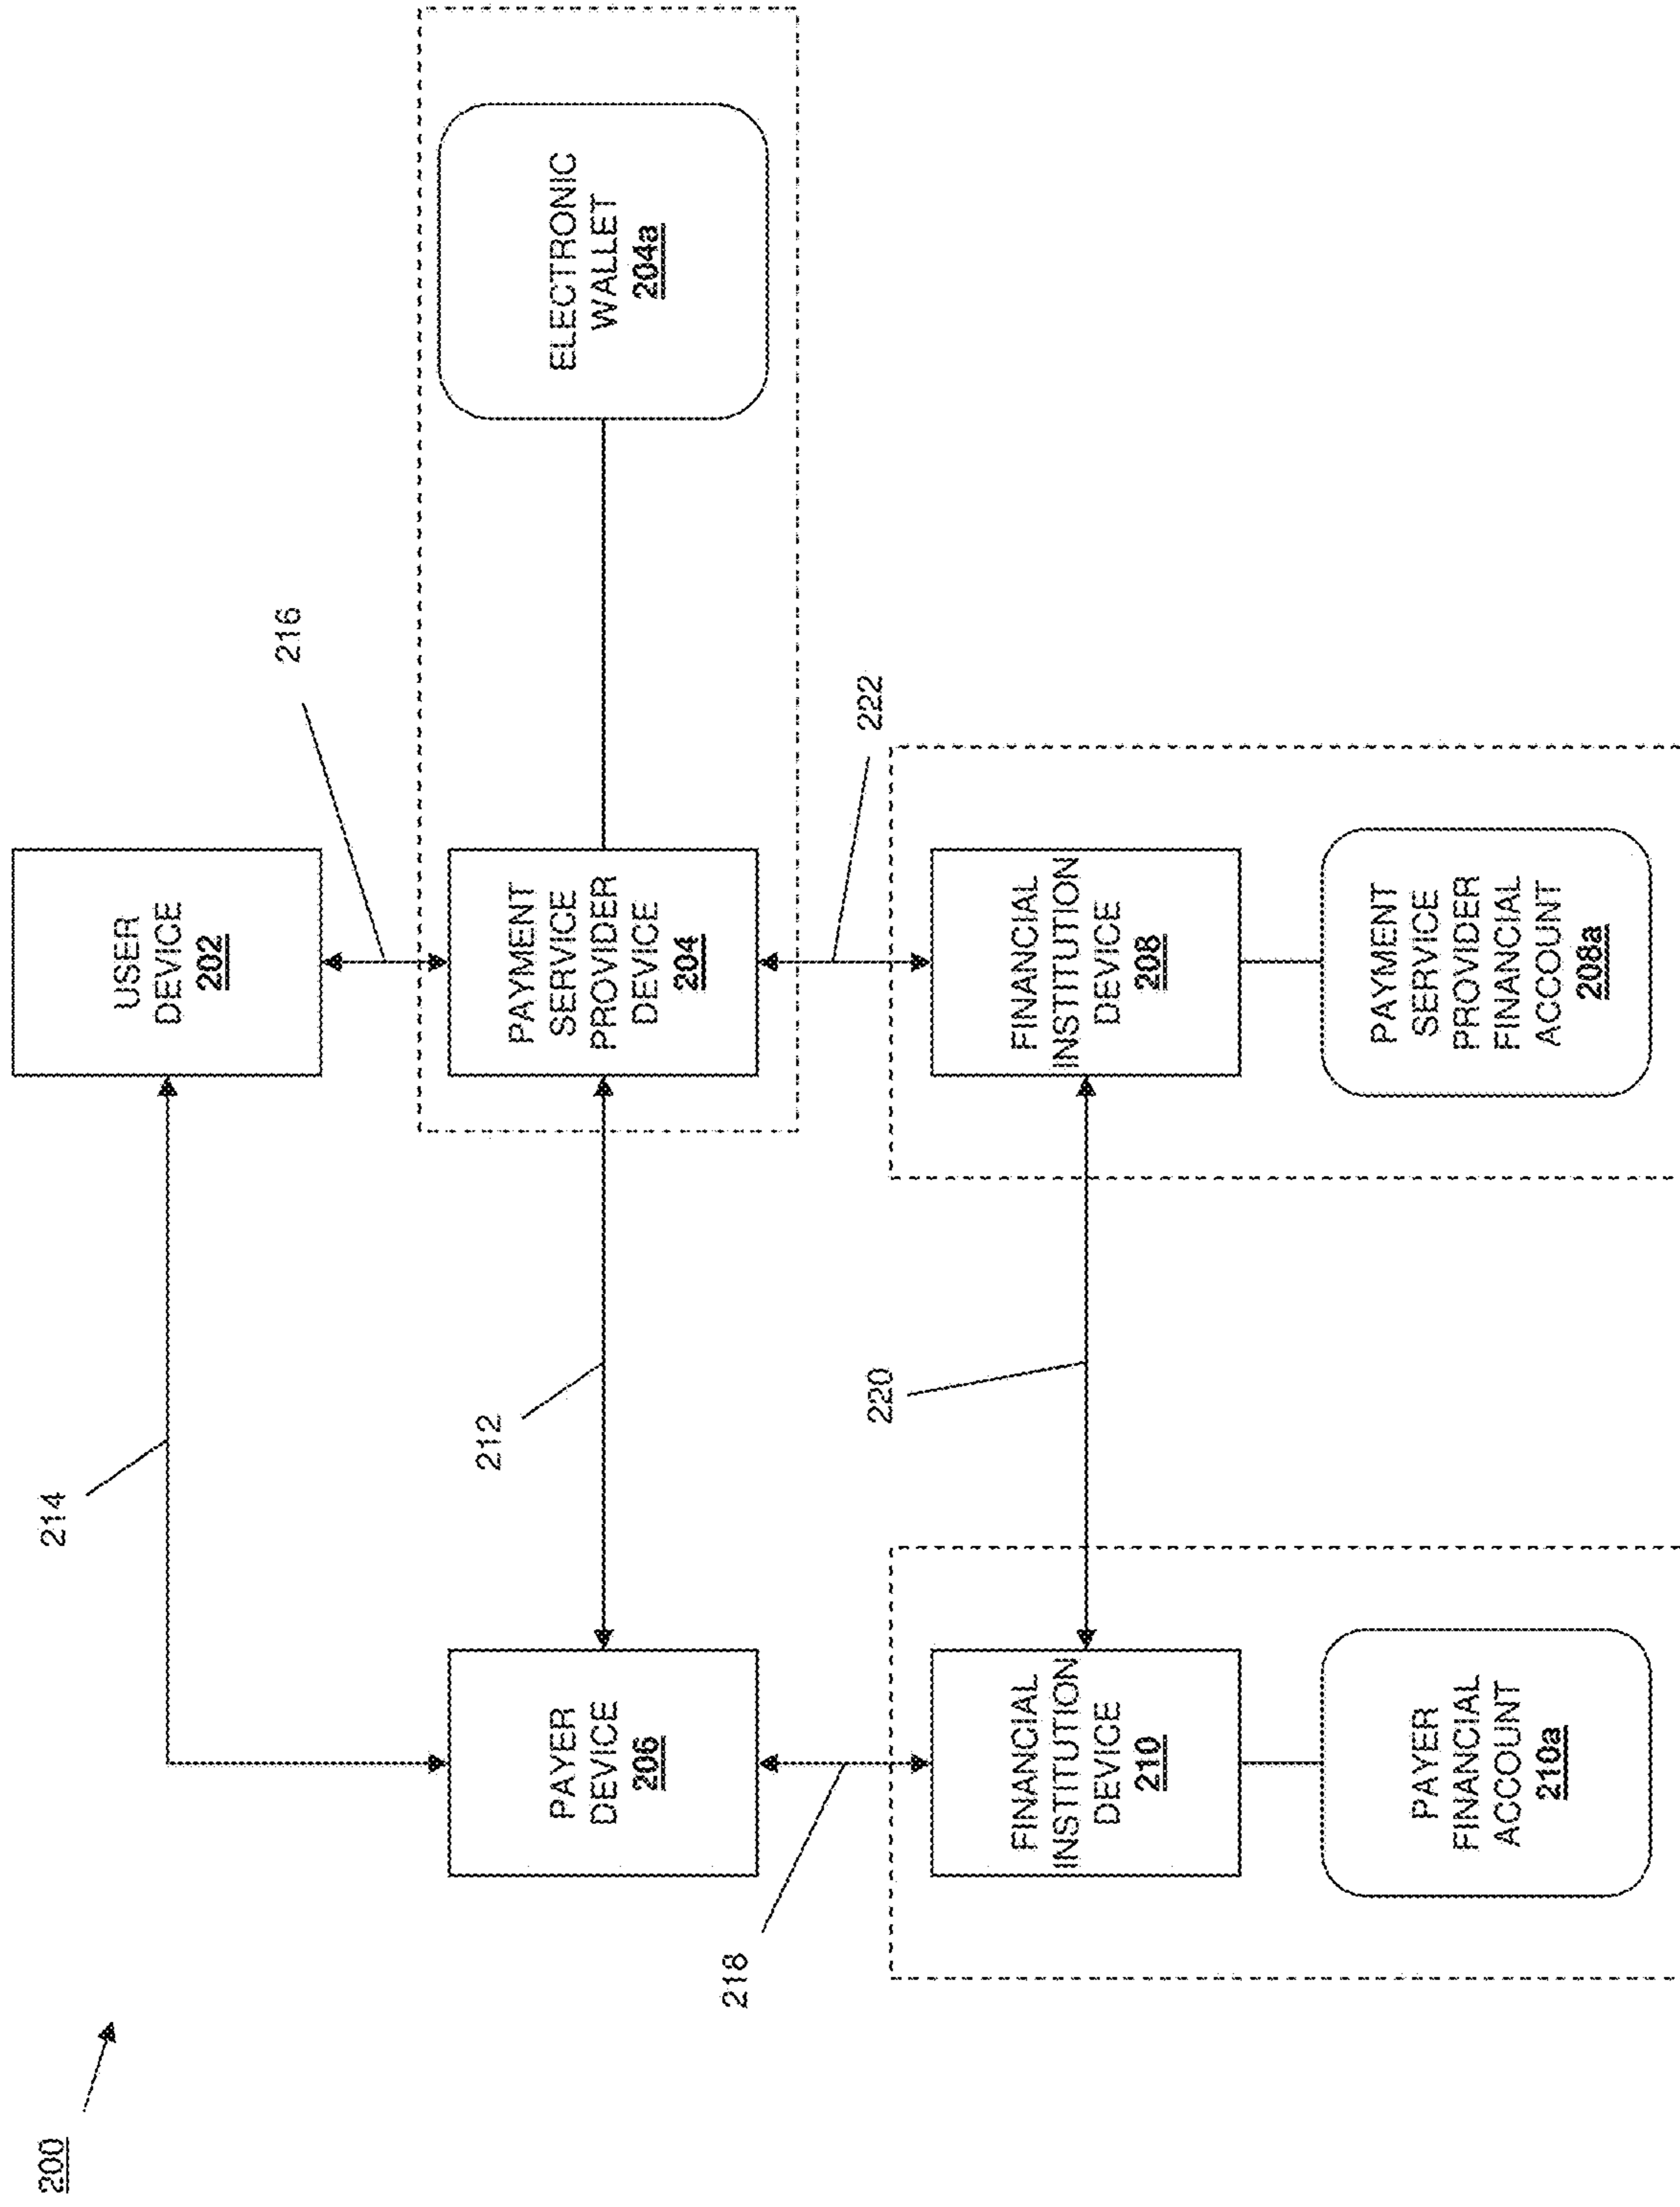 200
214
USER
DEVICE
202
216
PAYER
DEVICE
206
212
PAYMENT
SERVICE
PROVIDER
DEVICE
204
ELECTRONIC
WALLET
204a
218
220
222
FINANCIAL
INSTITUTION
DEVICE
210
FINANCIAL
INSTITUTION
DEVICE
208
PAYER
FINANCIAL
ACCOUNT
210a
PAYMENT
SERVICE
PROVIDER
FINANCIAL
ACCOUNT
208a